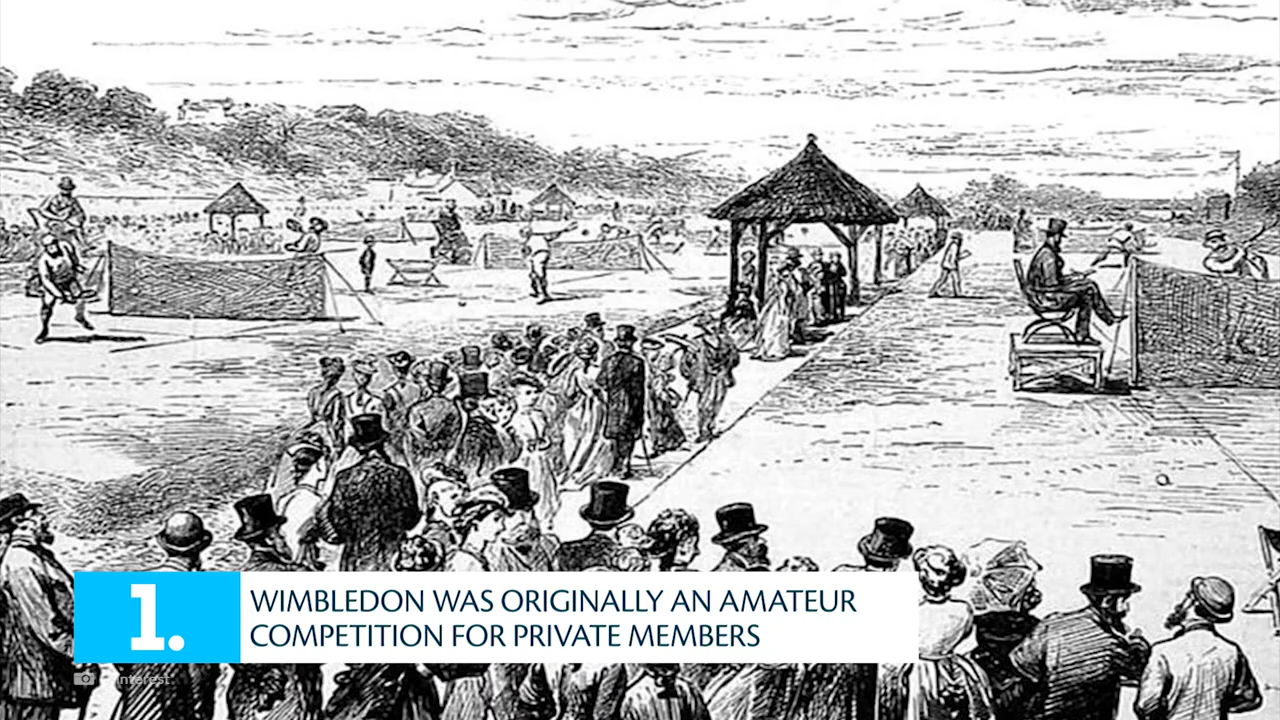 1.
WIMBLEDON WAS ORIGINALLY AN AMATEUR
COMPETITION FOR PRIVATE MEMBERS